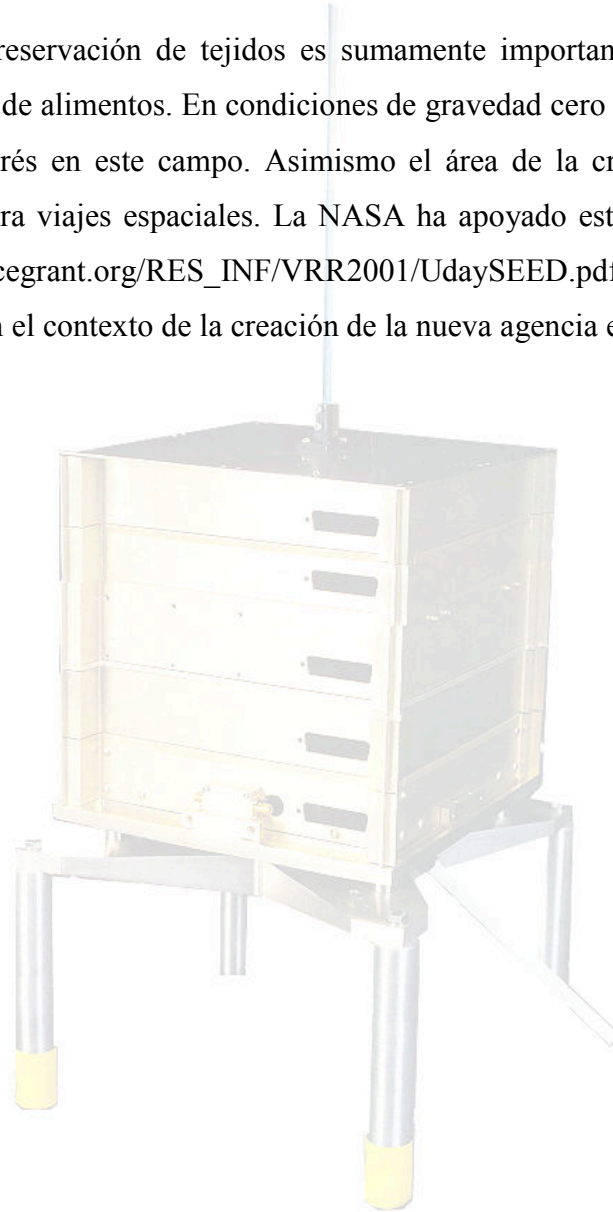 reservación de tejidos es sumamente importan
de alimentos. En condiciones de gravedad cero
rés en este campo. Asimismo el área de la cr
ra viajes espaciales. La NASA ha apoyado est
cegrant.org/RES_INF/VRR2001/UdaySEED.pdf
n el contexto de la creación de la nueva agencia e